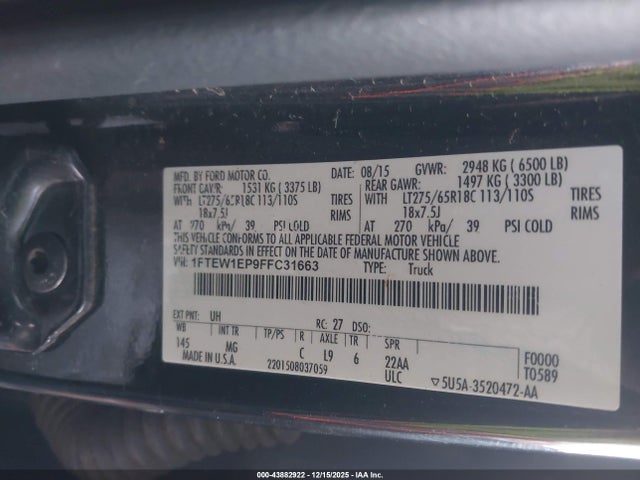 MFD. BY FORD MOTOR CO. DATE: 08/15 GVWR: 2948 KG ( 6500 LB)
FRONT GAWR: 1531 KG ( 3375 LB) REAR GAWR: 1497 KG ( 3300 LB)
WITH LT275/65R18C 113/110S TIRES WITH LT275/65R18C 113/110S TIRES
18x7.5J RIMS 18x7.5J RIMS
AT 270 kPa/ 39 PSI COLD AT 270 kPa/ 39 PSI COLD
THIS VEHICLE CONFORMS TO ALL APPLICABLE FEDERAL MOTOR VEHICLE
SAFETY STANDARDS IN EFFECT ON THE DATE OF MANUFACTURE SHOWN ABOVE.
VIN: 1FTEW1EP9FFC31663 TYPE: Truck
EXT PNT: UH RC: 27 DSO:
WB INT TR TP/PS R AXLE TR SPR
145 MG C L9 6 22AA F0000
MADE IN U.S.A. 2201508037059 ULC T0589
▽5U5A-3520472-AA
000-43882922 - 12/15/2025 - IAA Inc.